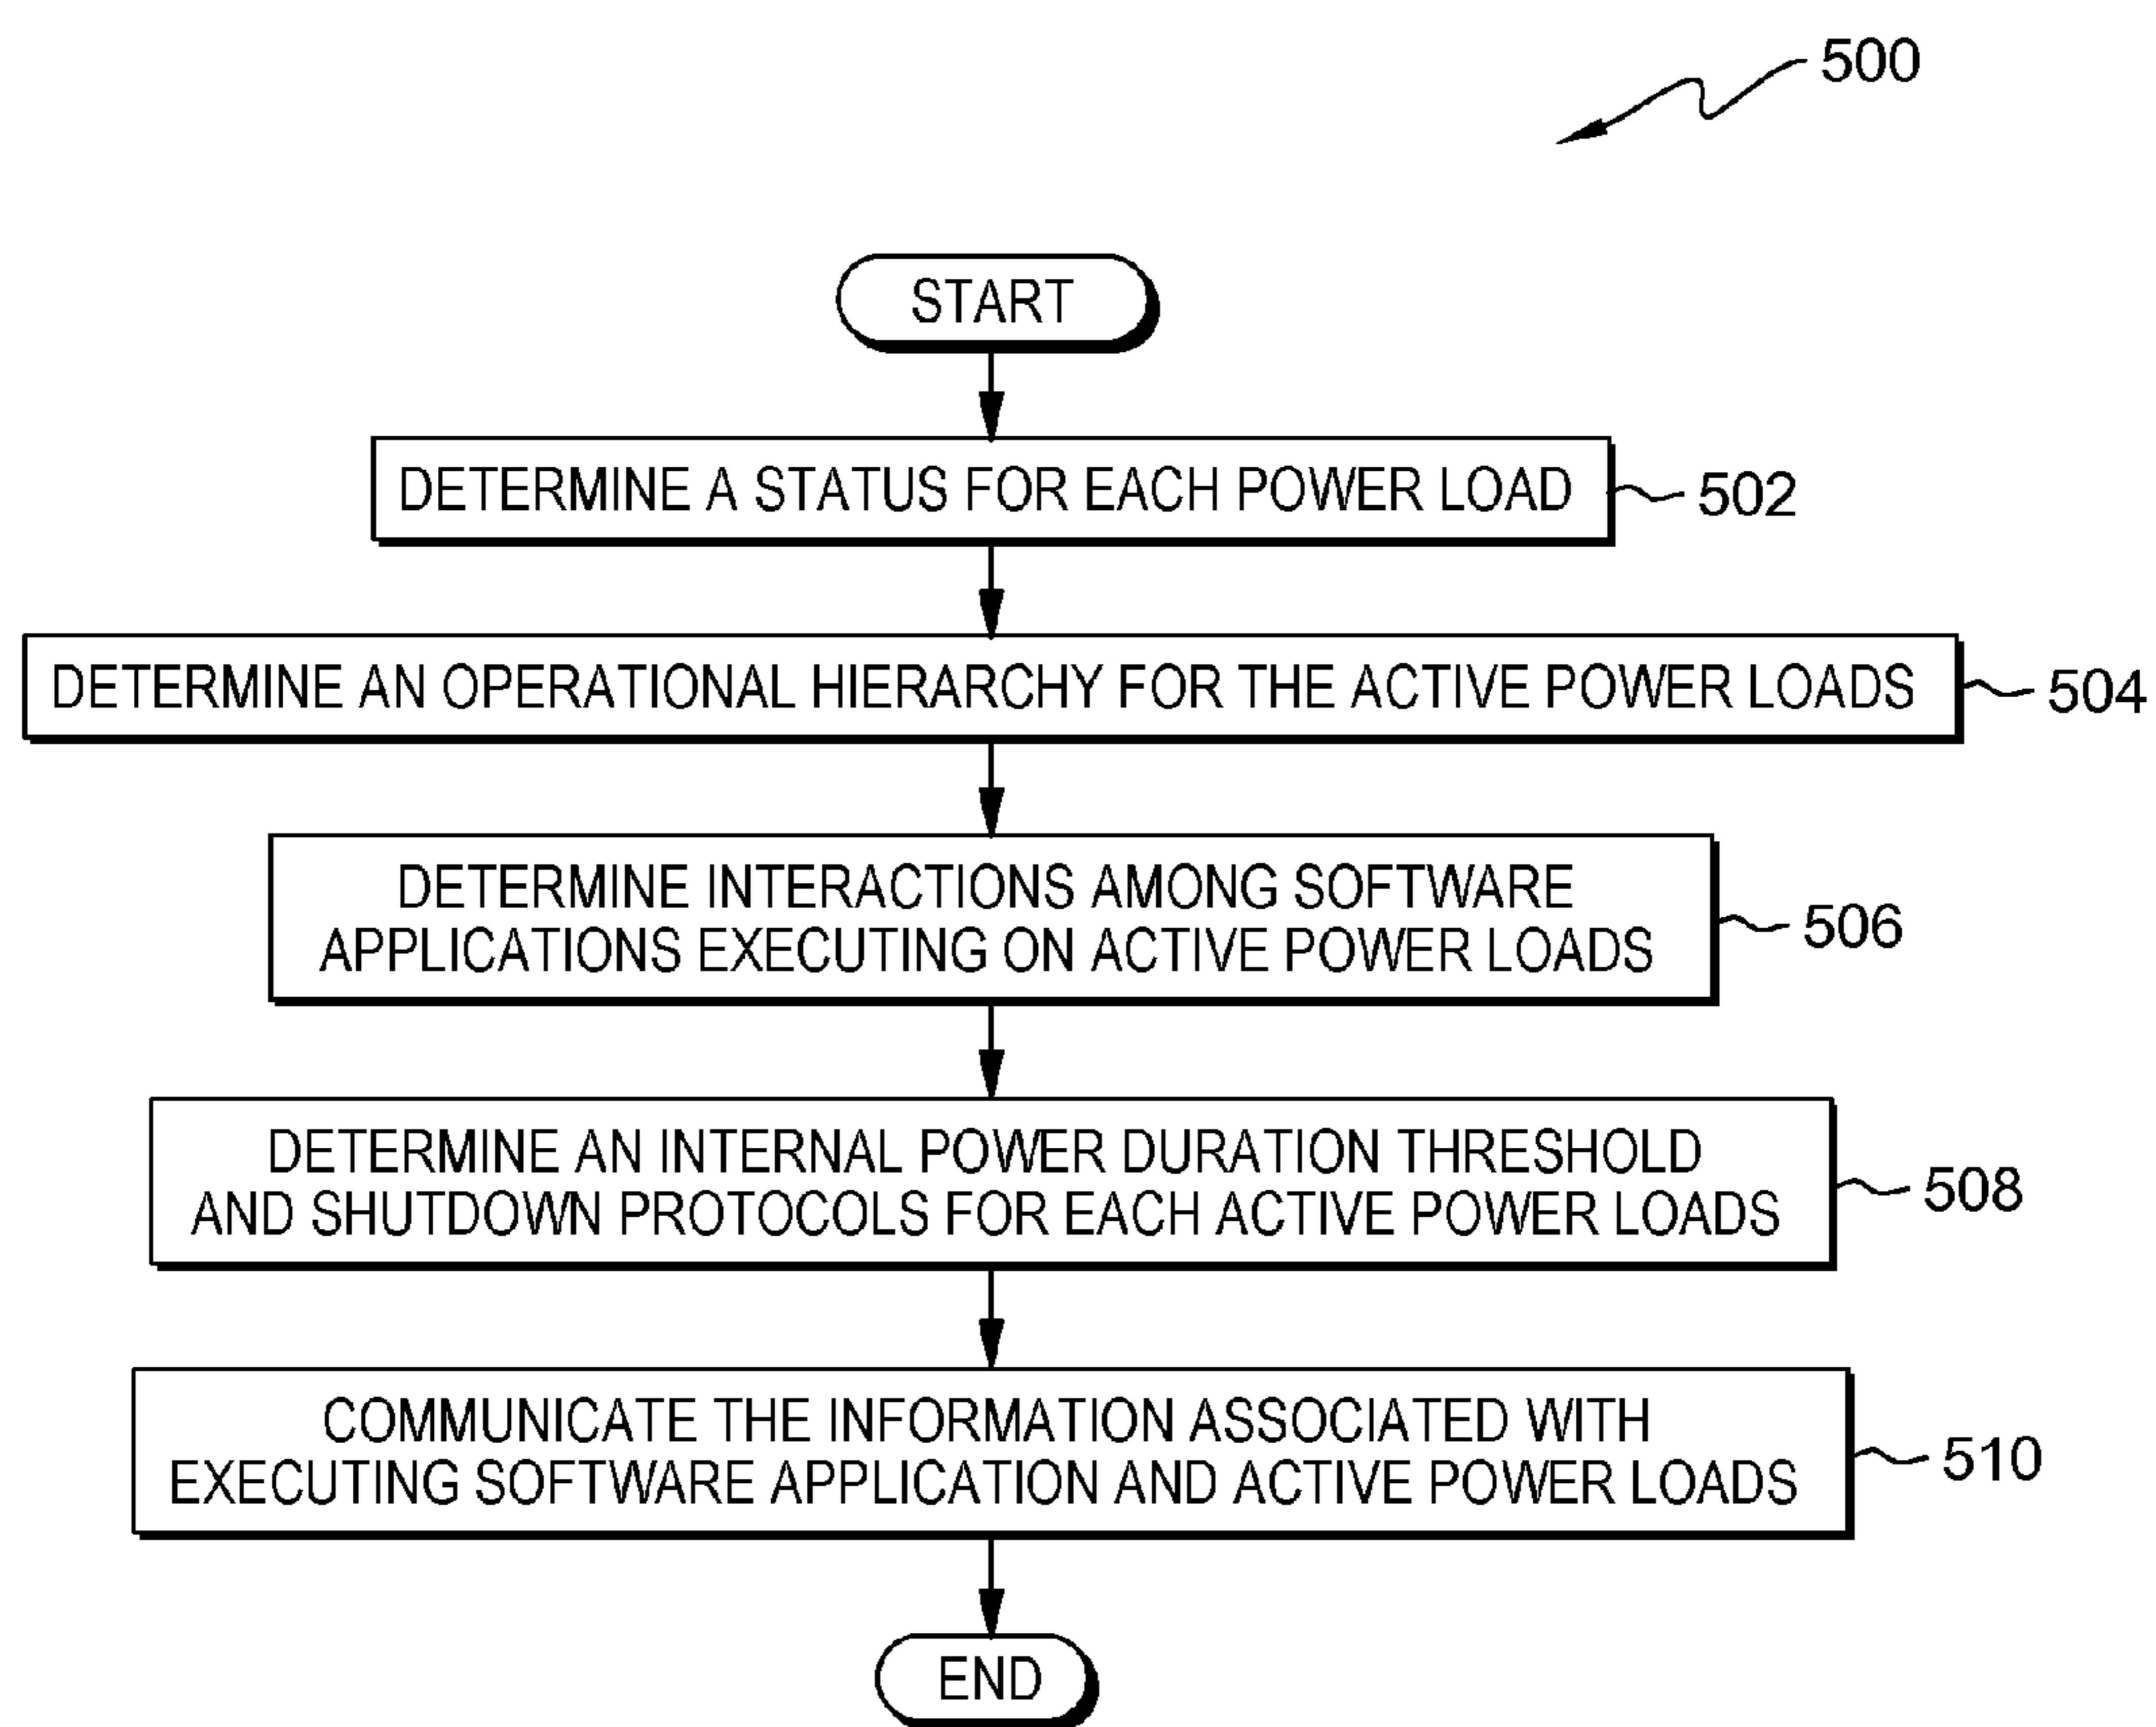 500
START
DETERMINE A STATUS FOR EACH POWER LOAD
502
DETERMINE AN OPERATIONAL HIERARCHY FOR THE ACTIVE POWER LOADS
504
DETERMINE INTERACTIONS AMONG SOFTWARE
APPLICATIONS EXECUTING ON ACTIVE POWER LOADS
506
DETERMINE AN INTERNAL POWER DURATION THRESHOLD
AND SHUTDOWN PROTOCOLS FOR EACH ACTIVE POWER LOADS
508
COMMUNICATE THE INFORMATION ASSOCIATED WITH
EXECUTING SOFTWARE APPLICATION AND ACTIVE POWER LOADS
510
END